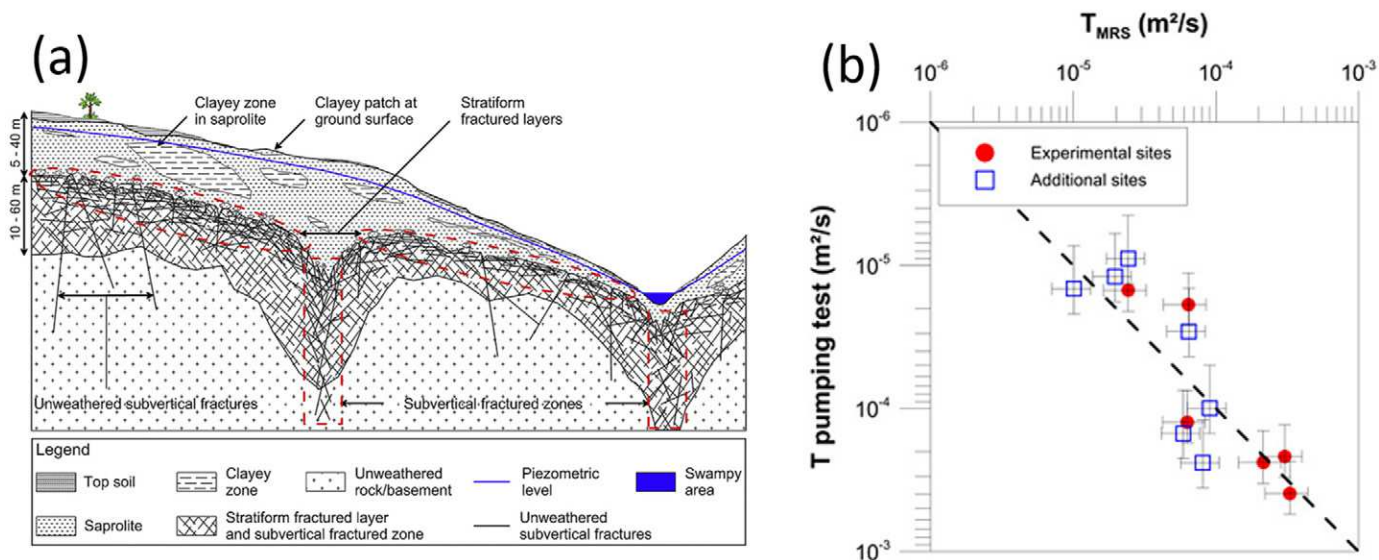 (a)
Clayey zone
in saprolite
Clayey patch at
ground surface
Stratiform
fractured layers
5 - 40 m
10 - 60 m
Unweathered subvertical fractures
Subvertical fractured zones
Legend
Top soil
Clayey
zone
Unweathered
rock/basement
Piezometric
level
Swampy
area
Saprolite
Stratiform fractured layer
and subvertical fractured zone
Unweathered
subvertical fractures
(b)
T_MRS (m²/s)
10⁻⁶ 10⁻⁵ 10⁻⁴ 10⁻³
T pumping test (m²/s)
10⁻⁶
10⁻⁵
10⁻⁴
10⁻³
Experimental sites
Additional sites